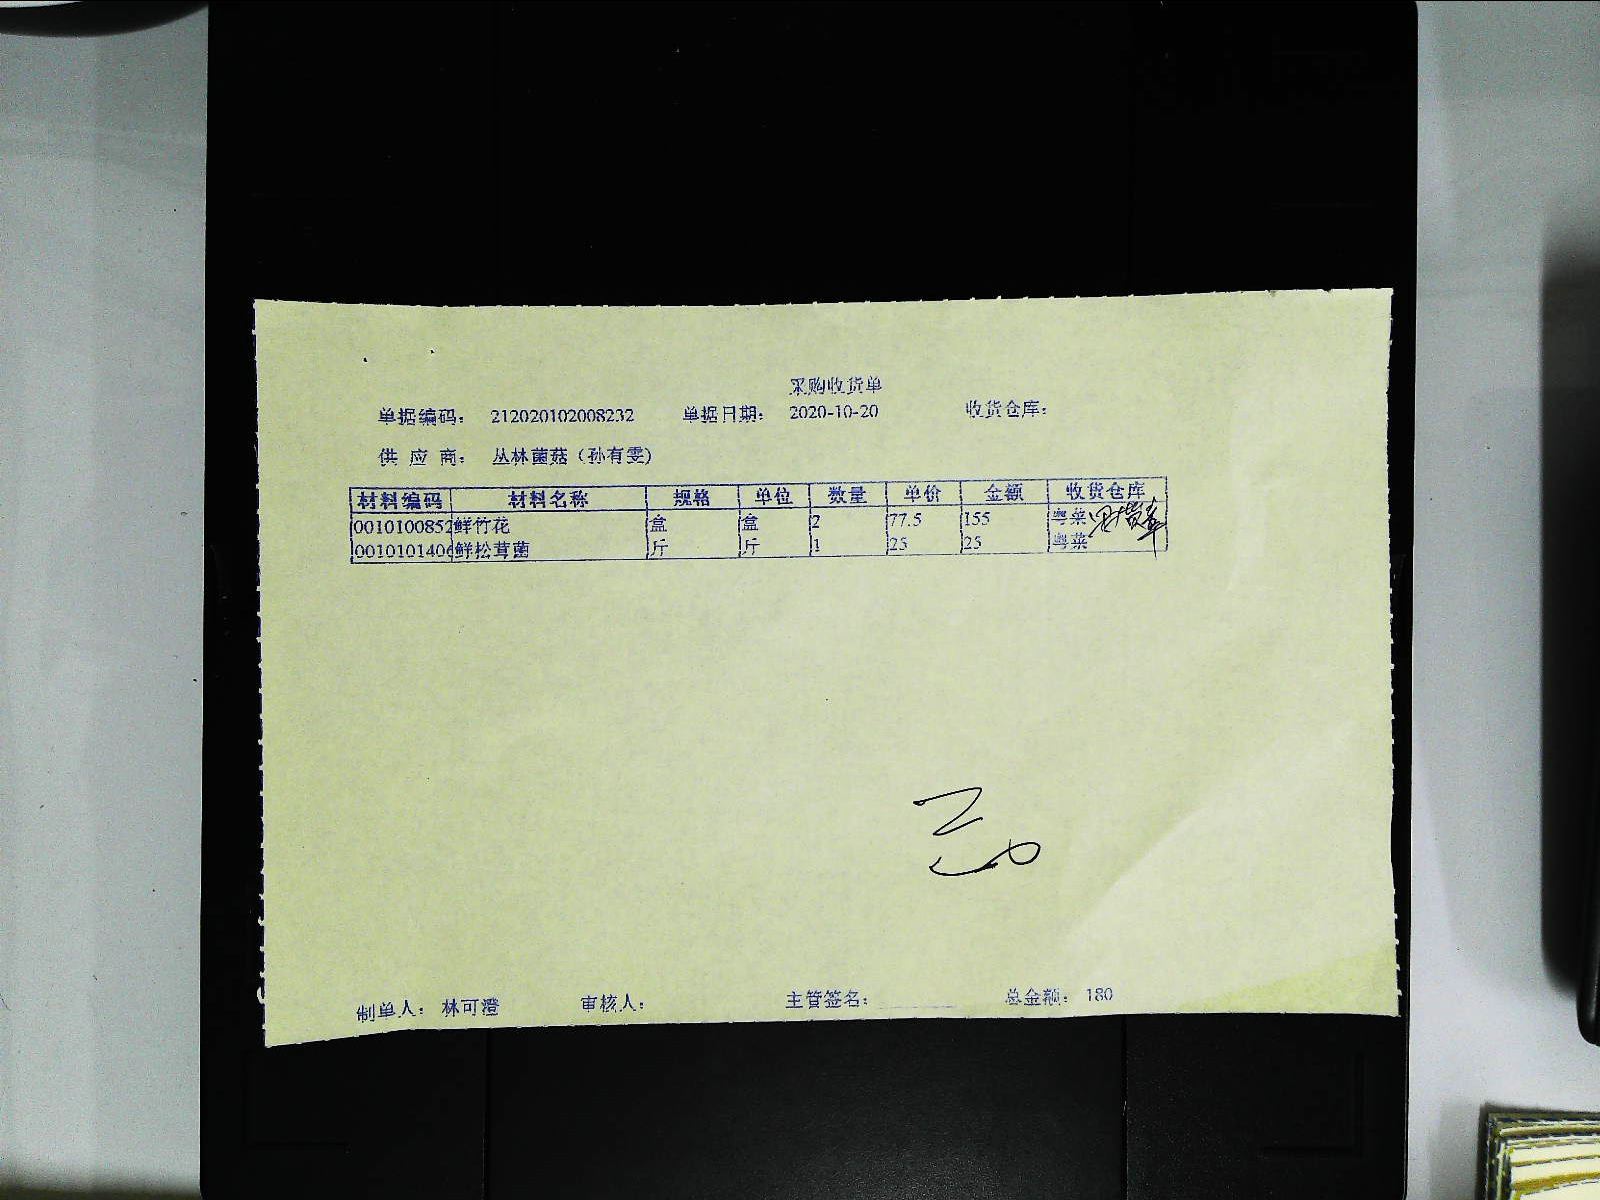 采购收货单
单据编码： 212020102008232 单据日期： 2020-10-20 收货仓库：
供 应 商： 丛林菌菇（孙有雯）
材料编码 材料名称 规格 单位 数量 单价 金额 收货仓库
0010100852 鲜竹花 盒 盒 2 77.5 155 粤菜
0010101406 鲜松茸菌 斤 斤 1 25 25 粤菜
制单人： 林可澄 审核人： 主管签名： 总金额： 180